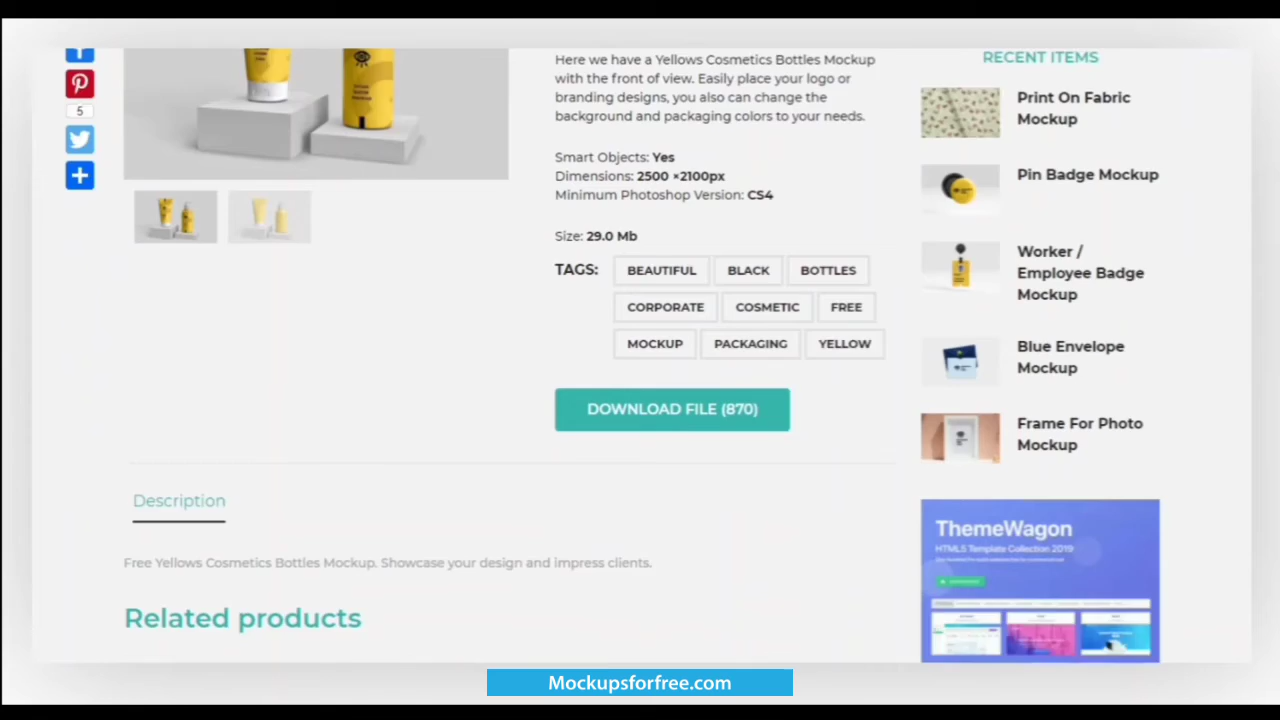 5
Here we have a Yellows Cosmetics Bottles Mockup
with the front of view. Easily place your logo or
branding designs, you also can change the
background and packaging colors to your needs.
Smart Objects: Yes
Dimensions: 2500 ×2100px
Minimum Photoshop Version: CS4
Size: 29.0 Mb
TAGS: BEAUTIFUL BLACK BOTTLES
CORPORATE COSMETIC FREE
MOCKUP PACKAGING YELLOW
DOWNLOAD FILE (870)
Description
Free Yellows Cosmetics Bottles Mockup. Showcase your design and impress clients.
Related products
RECENT ITEMS
Print On Fabric
Mockup
Pin Badge Mockup
Worker /
Employee Badge
Mockup
Blue Envelope
Mockup
Frame For Photo
Mockup
ThemeWagon
HTML5 Template Collection 2019
Mockupsforfree.com